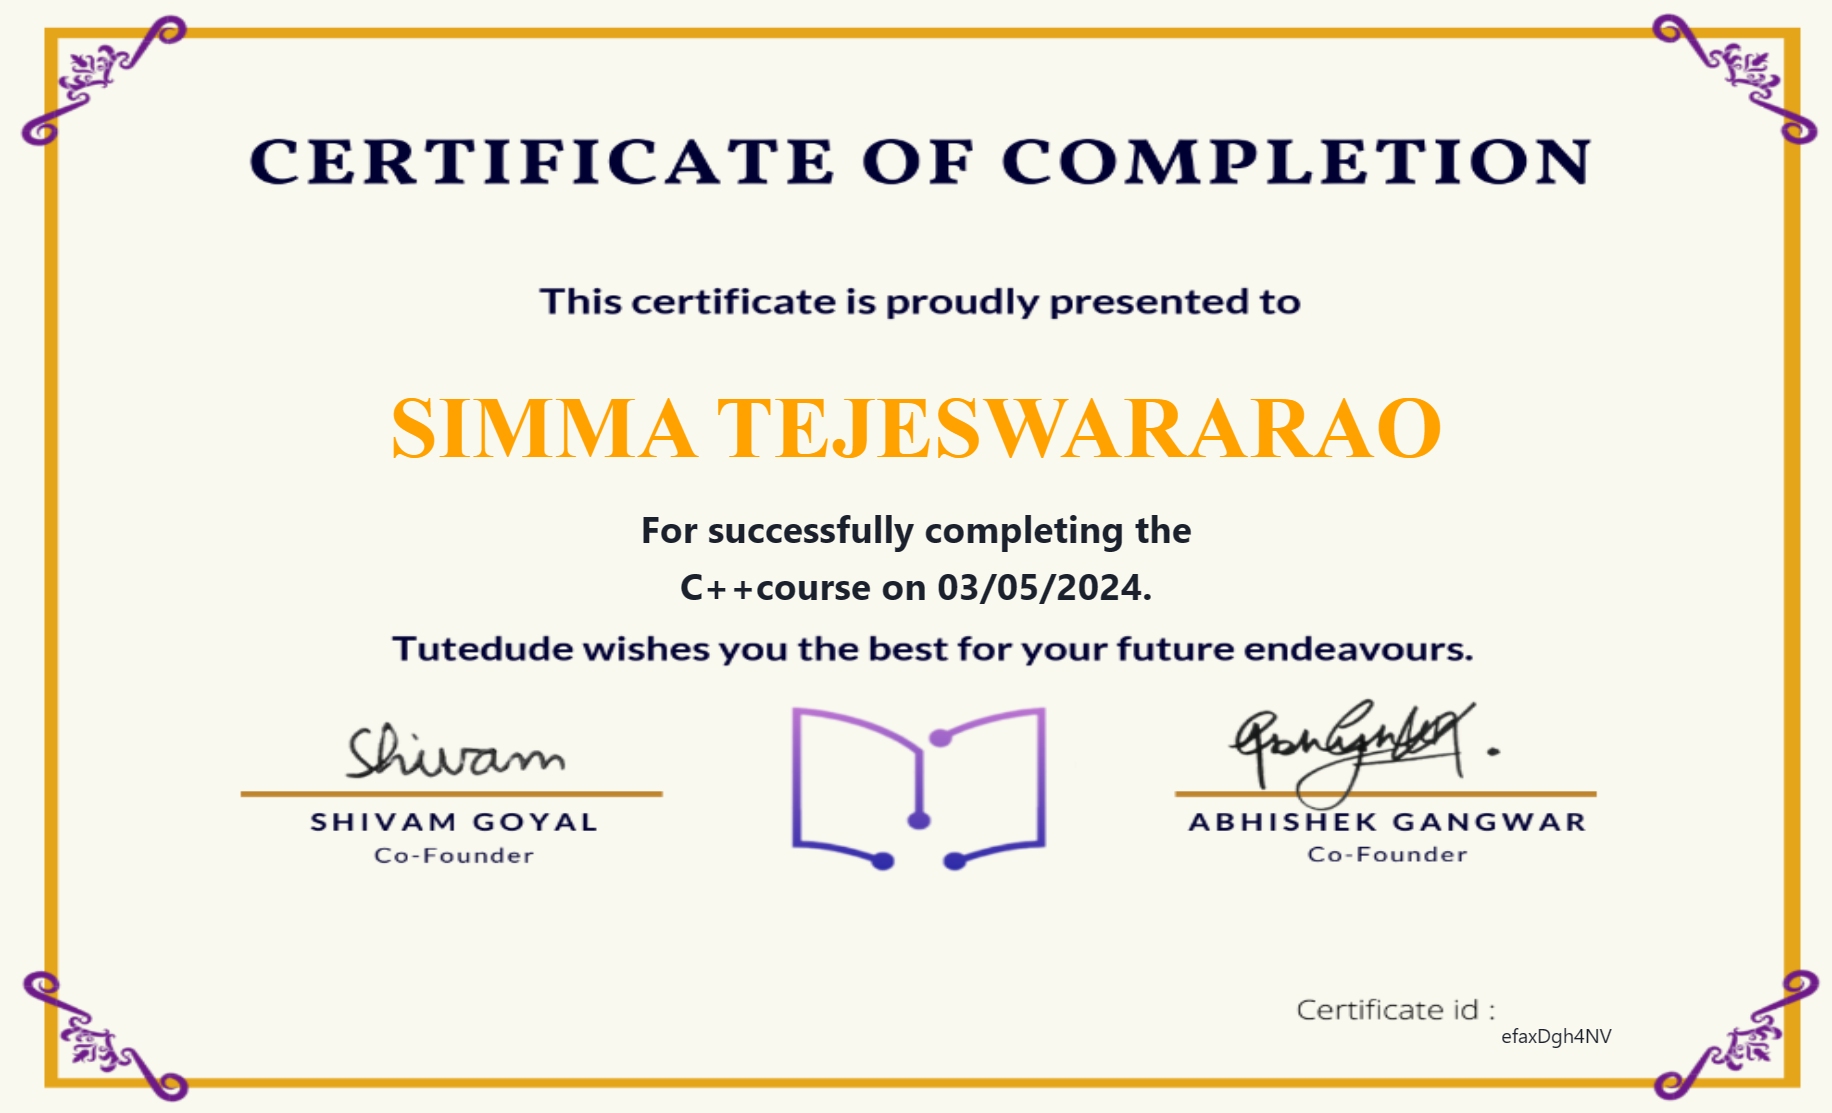 CERTIFICATE OF COMPLETION
This certificate is proudly presented to
SIMMA TEJESWARARAO
For successfully completing the
C++course on 03/05/2024.
Tutedude wishes you the best for your future endeavours.
Shivam
SHIVAM GOYAL
Co-Founder
ABHISHEK GANGWAR
Co-Founder
Certificate id :
efaxDgh4NV